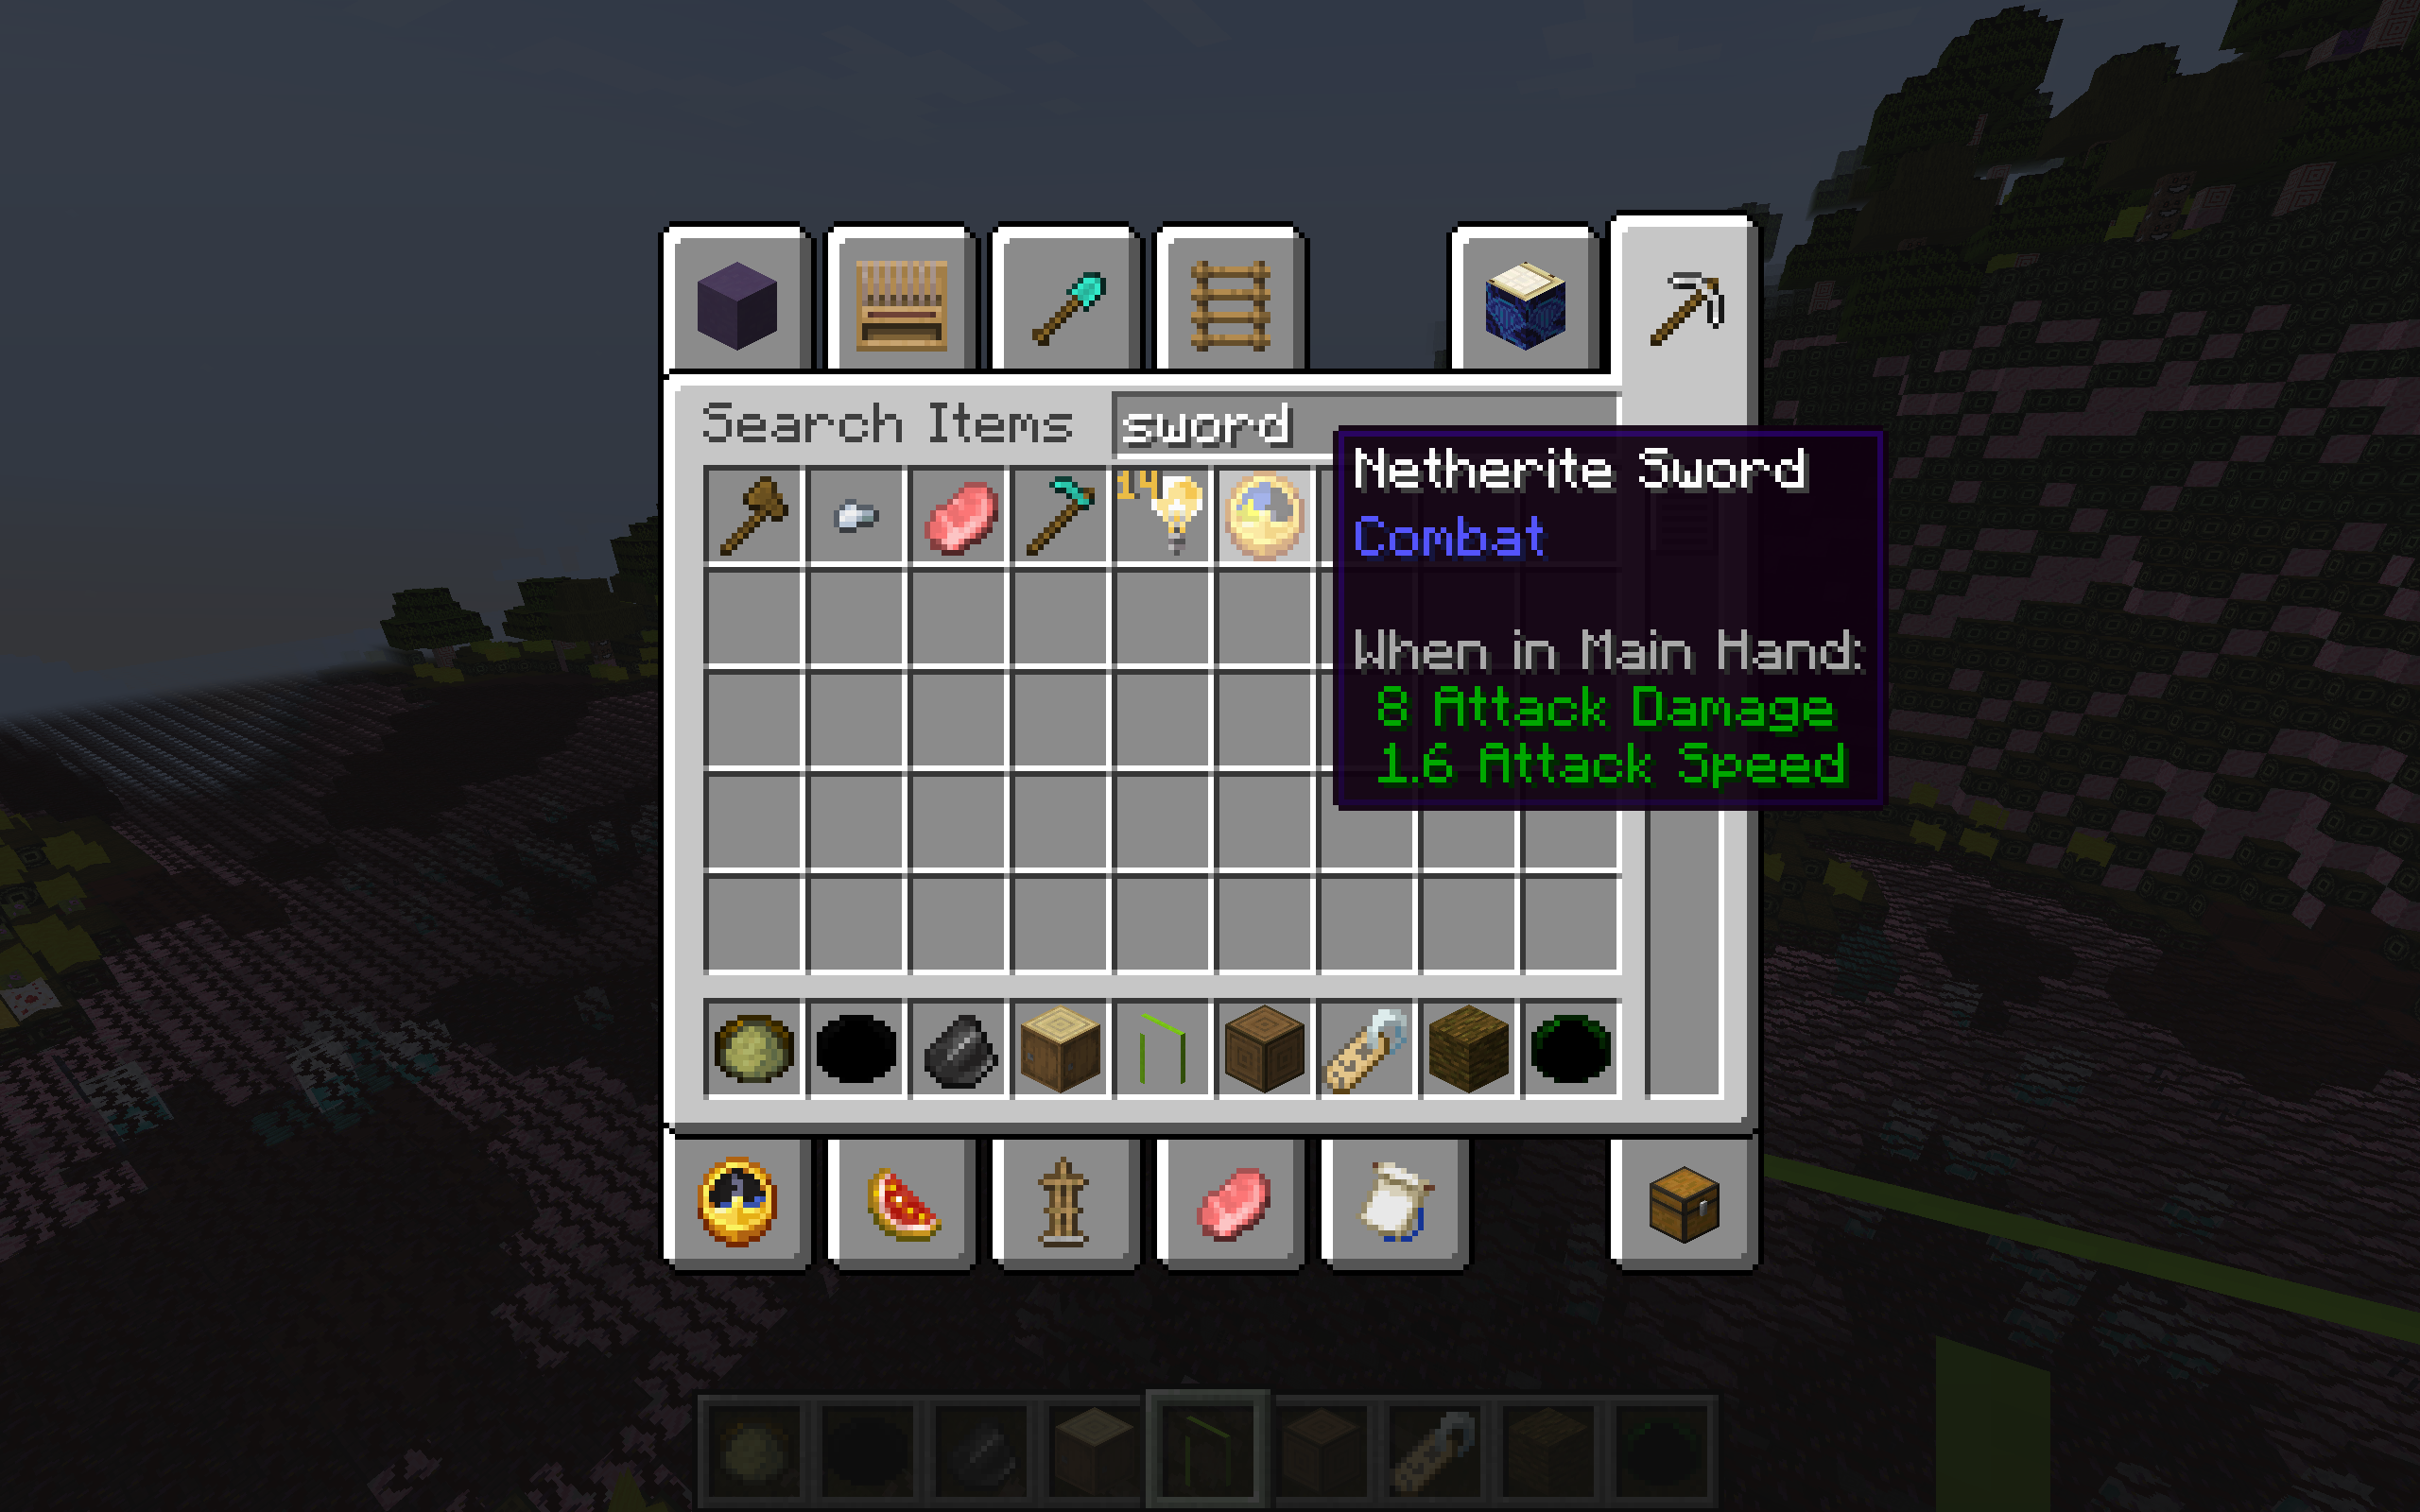 Search Items
sword
14
Netherite Sword
Combat
When in Main Hand:
8 Attack Damage
1.6 Attack Speed